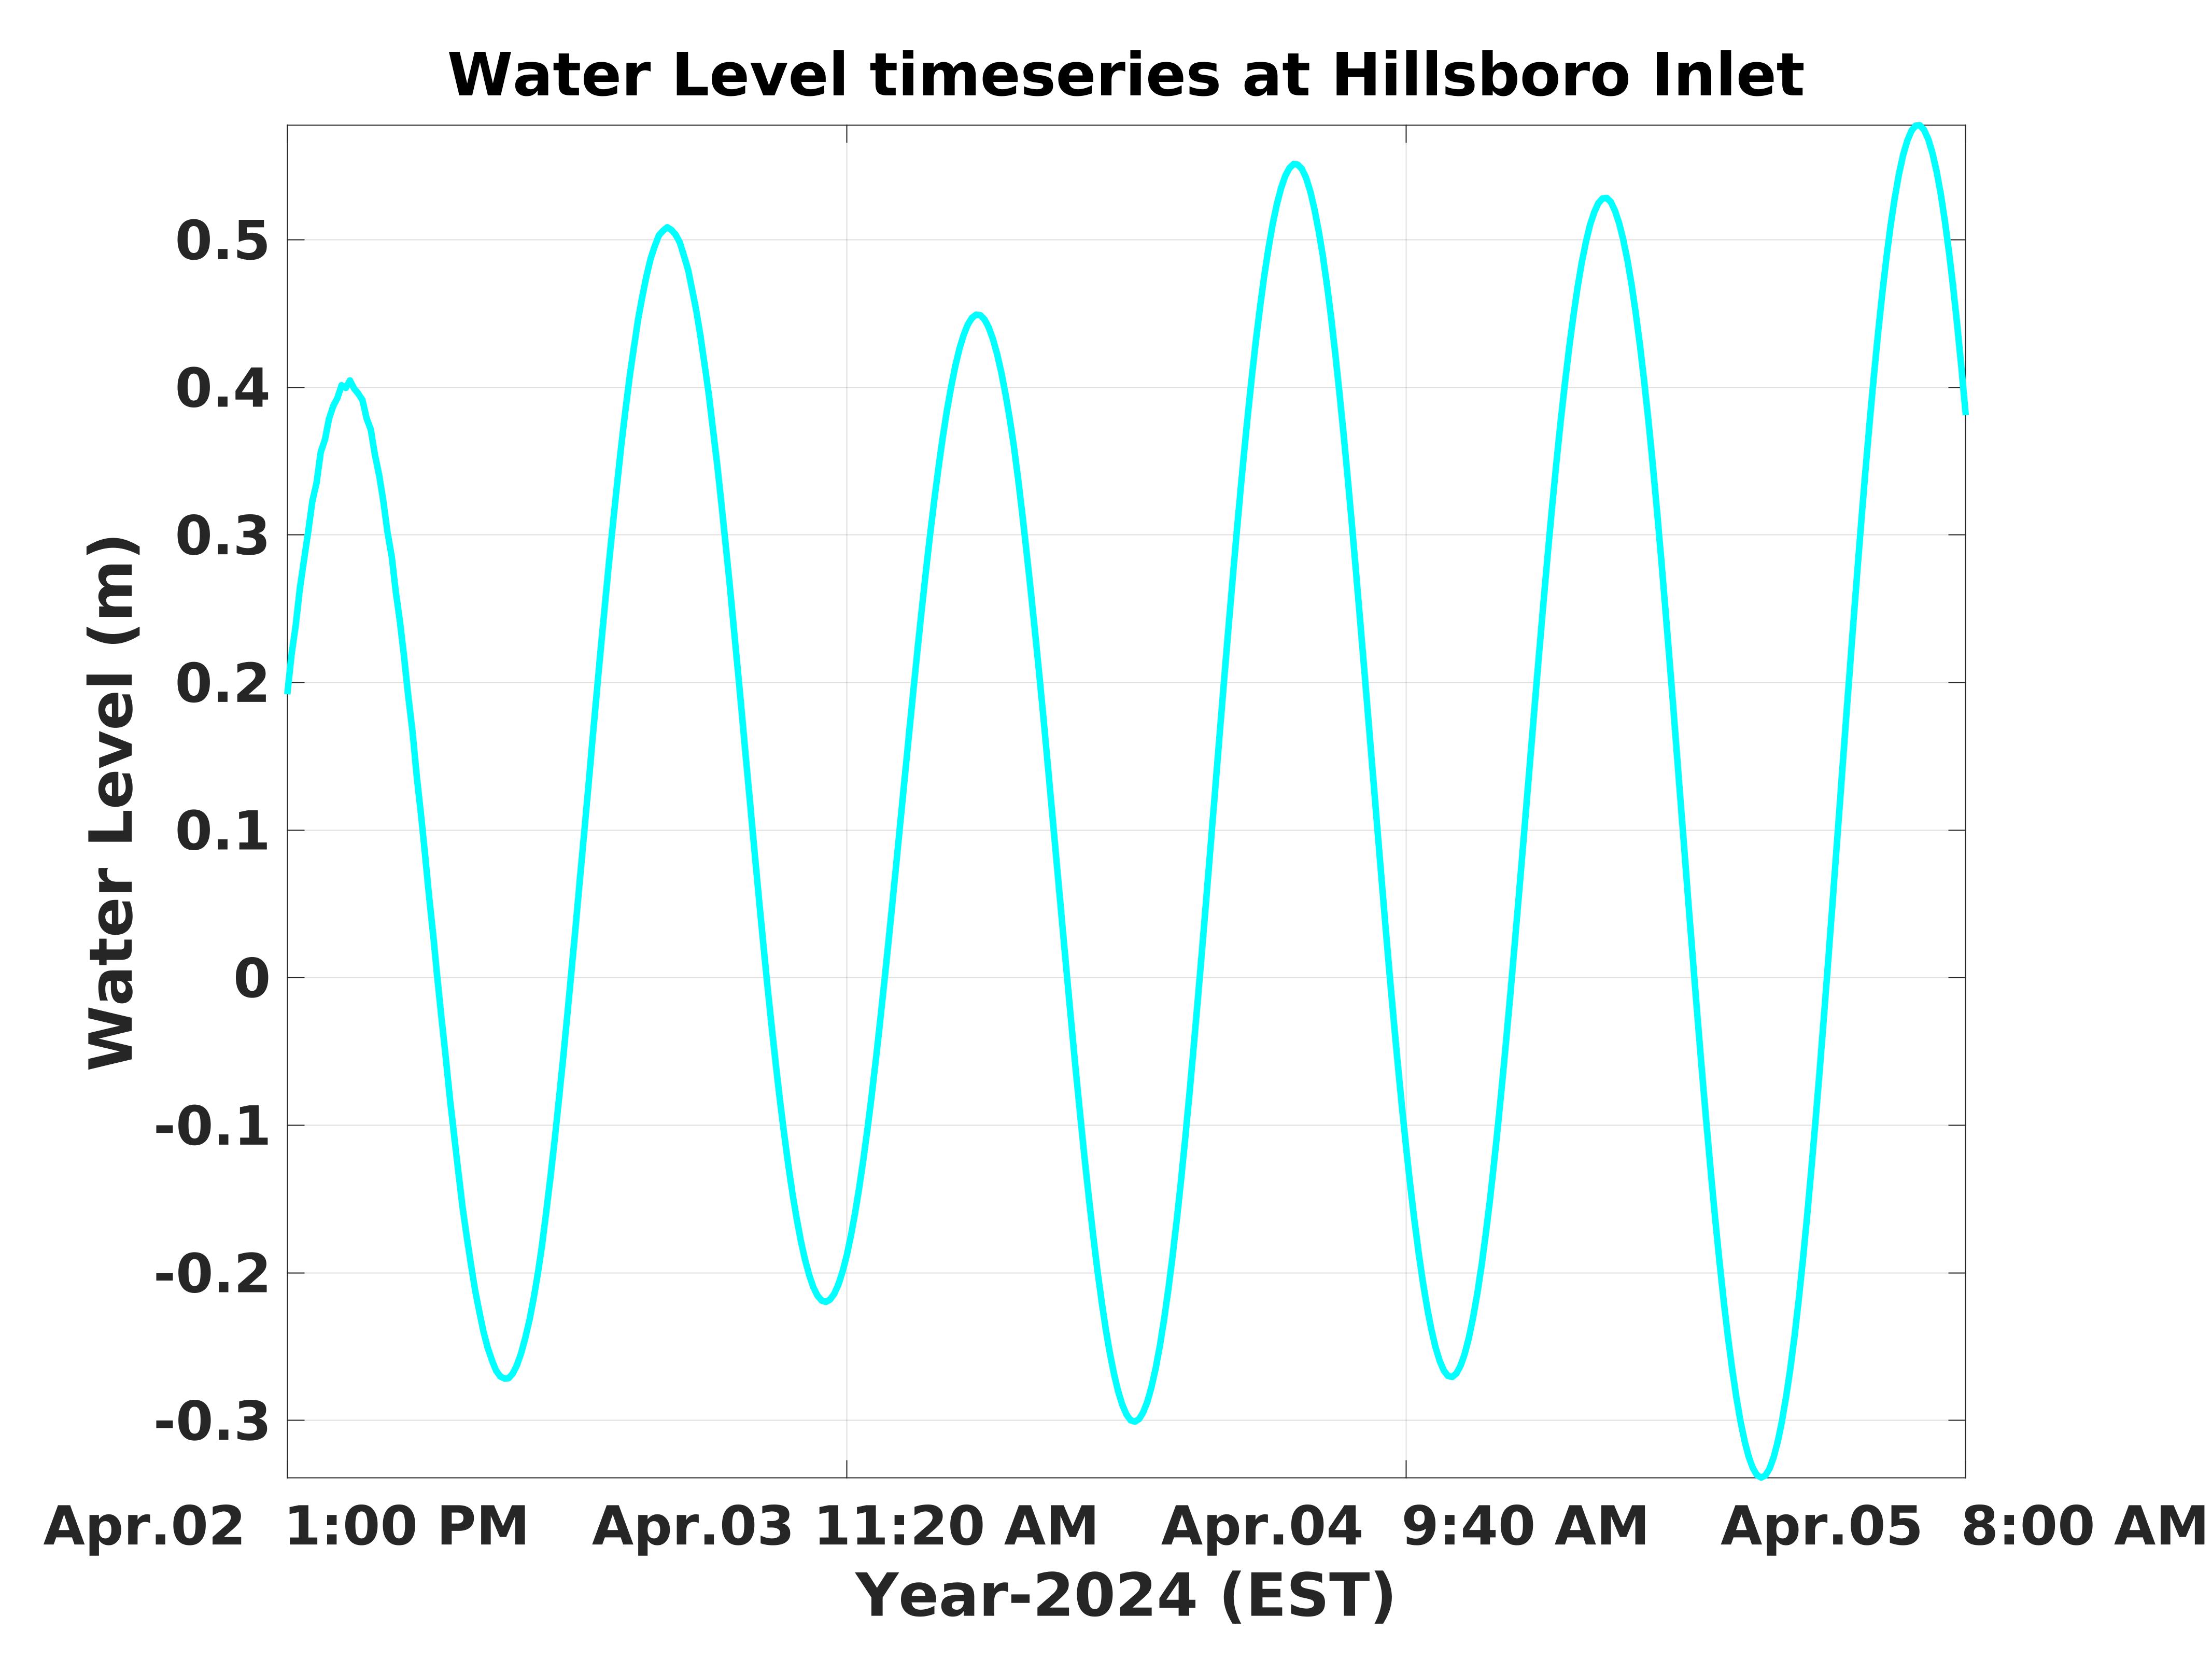 Water Level timeseries at Hillsboro Inlet
Water Level (m)
0.5
0.4
0.3
0.2
0.1
0
-0.1
-0.2
-0.3
Apr.02 1:00 PM Apr.03 11:20 AM Apr.04 9:40 AM Apr.05 8:00 AM
Year-2024 (EST)